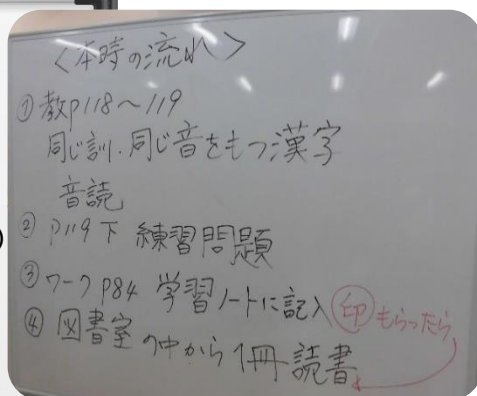 <本時の流れ>
①教p118~119
同じ訓・同じ音をもつ漢字
音読
②p119下 練習問題
③ワークp84 学習ノートに記入 印もらったら
④図書室の中から1冊読書